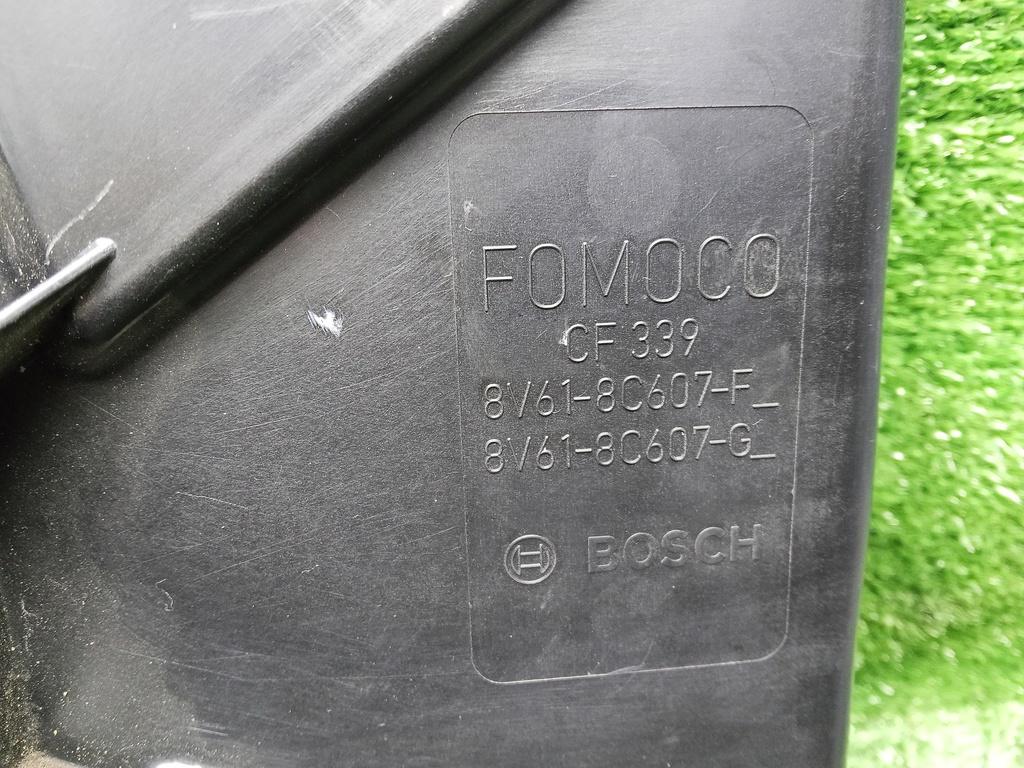 FOMOCO
CF 339
8V61-8C607-F_
8V61-8C607-G_
BOSCH